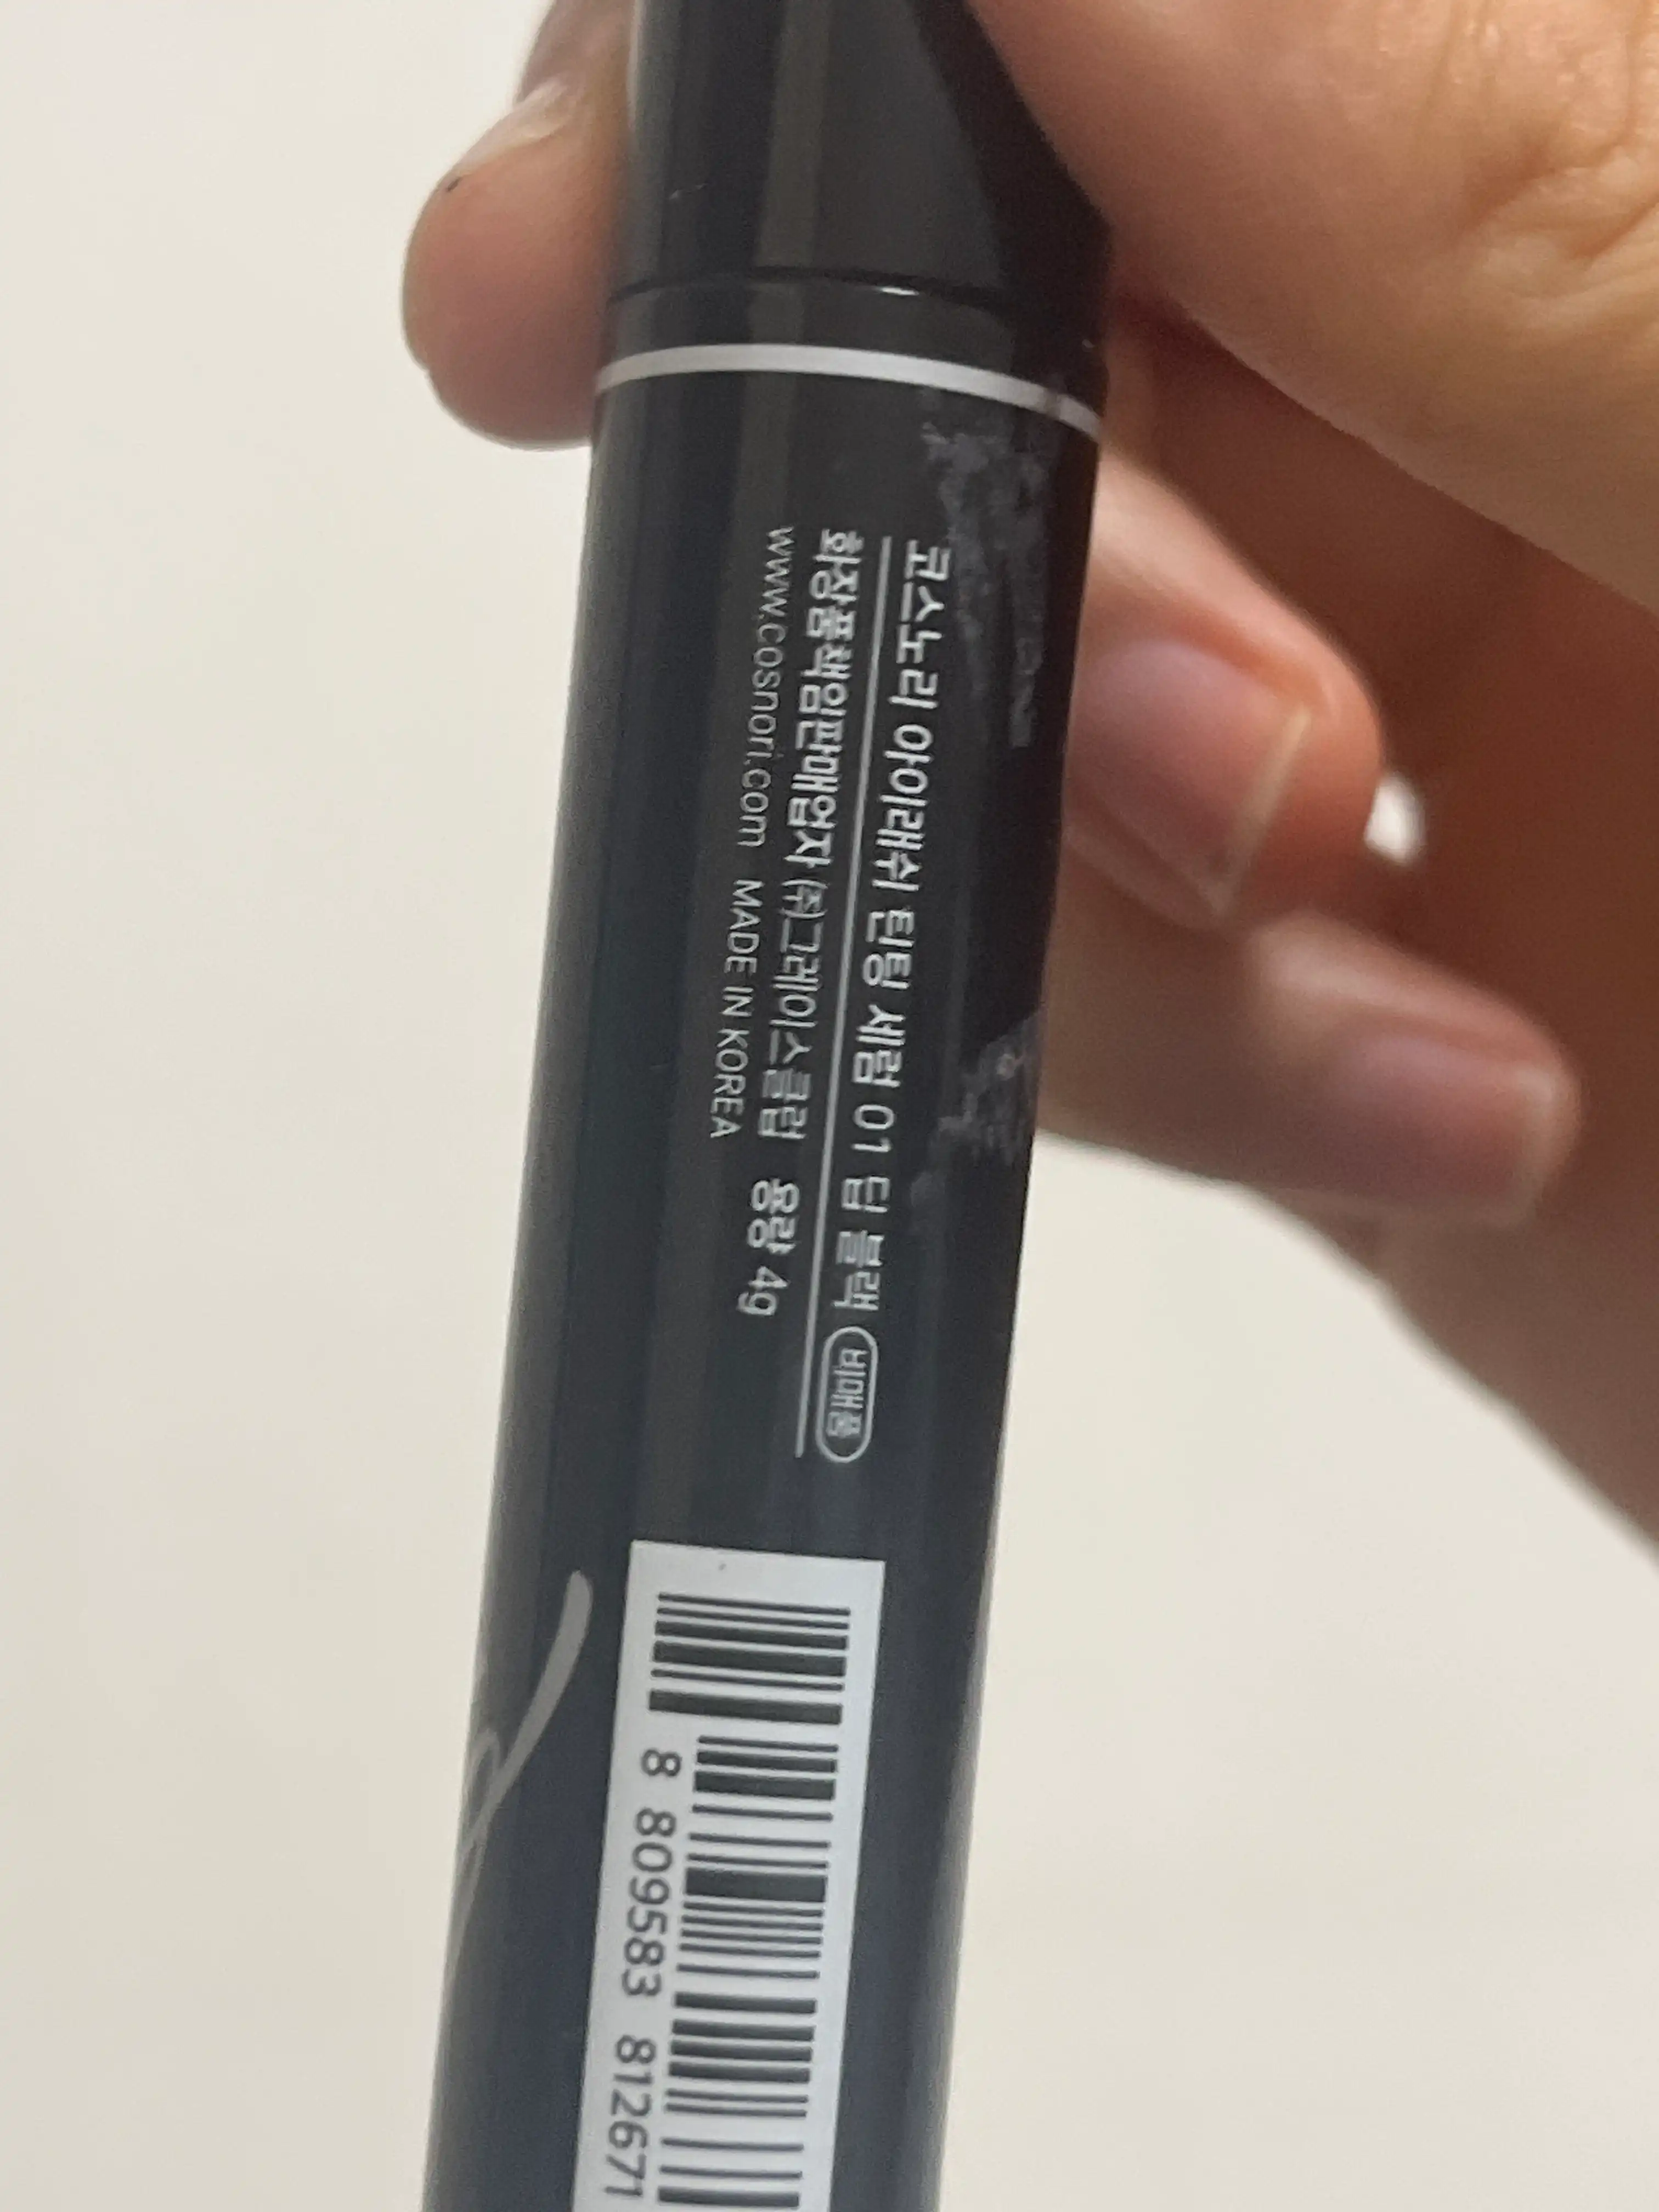 코스노리 아이래쉬 틴팅 세럼 01 딥 블랙 비매품
화장품책임판매업자 ㈜그레이스클럽 용량 4g
www.cosnori.com MADE IN KOREA
8 809583 812671